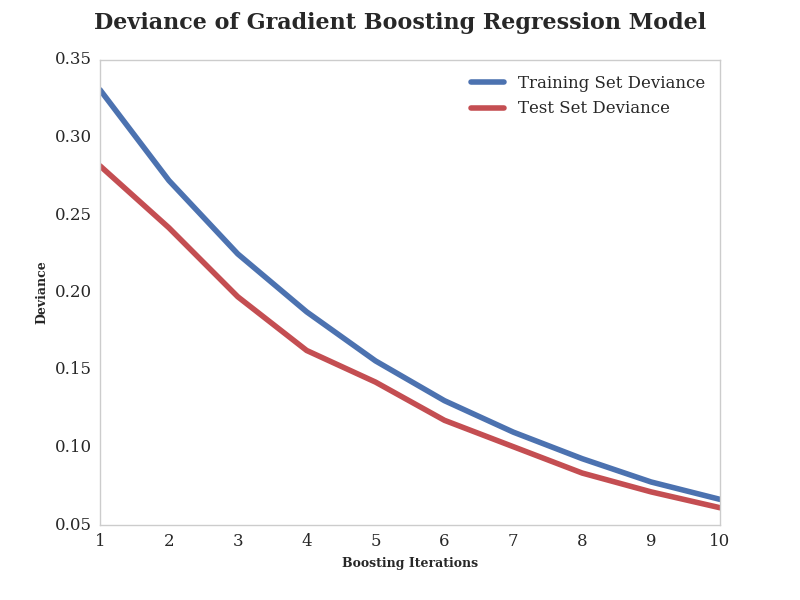 Deviance of Gradient Boosting Regression Model
0.35
0.30
0.25
0.20
0.15
0.10
0.05
Deviance
Training Set Deviance
Test Set Deviance
1 2 3 4 5 6 7 8 9 10
Boosting Iterations